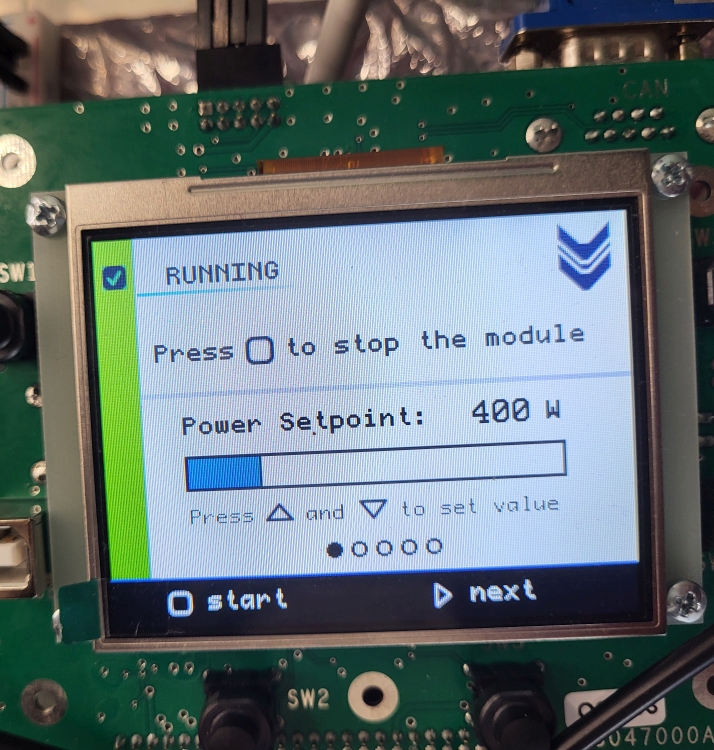 CAN
SW1
RUNNING
Press to stop the module
Power Setpoint: 400 W
Press and to set value
start next
SW2
047000A